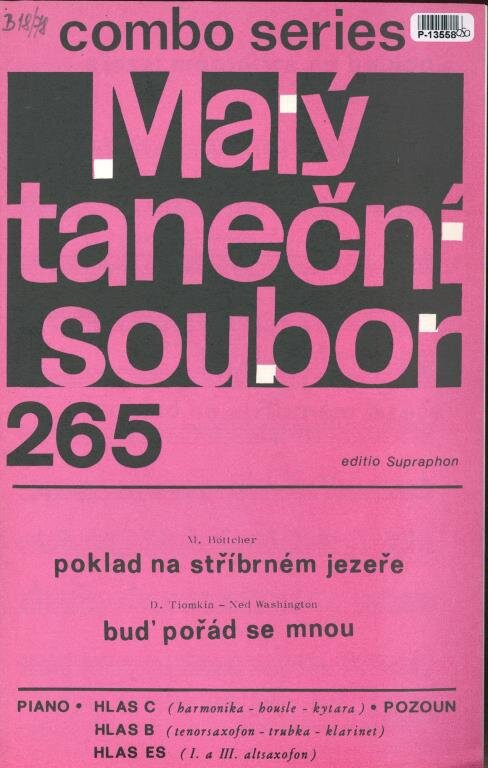 B 18/78
combo series
P-13558
Malý
taneční
soubor
265
editio Supraphon
M. Böttcher
poklad na stříbrném jezeře
D. Tiomkin - Ned Washington
buď pořád se mnou
PIANO • HLAS C (harmonika - housle - kytara) • POZOUN
HLAS B (tenorsaxofon - trubka - klarinet)
HLAS ES (I. a III. altsaxofon)